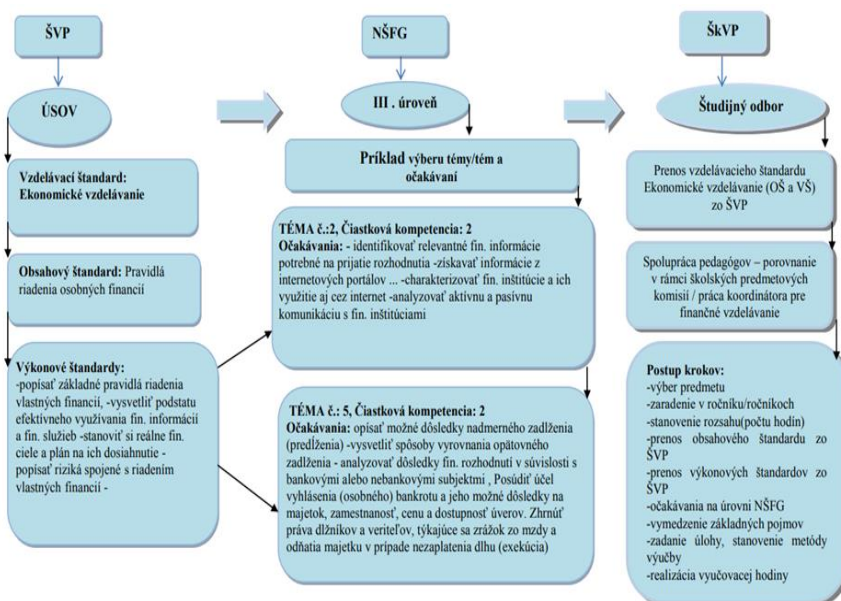 ŠVP
ÚSOV
Vzdelávací štandard:
Ekonomické vzdelávanie
Obsahový štandard: Pravidlá
riadenia osobných financií
Výkonové štandardy:
-popísať základné pravidlá riadenia
vlastných financií, -vysvetliť podstatu
efektívneho využívania fin. informácií
a fin. služieb -stanoviť si reálne fin.
ciele a plán na ich dosiahnutie -
popísať riziká spojené s riadením
vlastných financií -
NŠFG
III . úroveň
Príklad výberu témy/tém a
očakávaní
TÉMA č.:2, Čiastková kompetencia: 2
Očakávania: - identifikovať relevantné fin. informácie
potrebné na prijatie rozhodnutia -získavať informácie z
internetových portálov ... -charakterizovať fin. inštitúcie a ich
využitie aj cez internet -analyzovať aktívnu a pasívnu
komunikáciu s fin. inštitúciami
TÉMA č.: 5, Čiastková kompetencia: 2
Očakávania: opísať možné dôsledky nadmerného zadlženia
(predĺženia) -vysvetliť spôsoby vyrovnania opätovného
zadlženia - analyzovať dôsledky fin. rozhodnutí v súvislosti s
bankovými alebo nebankovými subjektmi , Posúdiť účel
vyhlásenia (osobného) bankrotu a jeho možné dôsledky na
majetok, zamestnanosť, cenu a dostupnosť úverov. Zhrnúť
práva dlžníkov a veriteľov, týkajúce sa zrážok zo mzdy a
odňatia majetku v prípade nezaplatenia dlhu (exekúcia)
ŠkVP
Študijný odbor
Prenos vzdelávacieho štandardu
Ekonomické vzdelávanie (OŠ a VŠ)
zo ŠVP
Spolupráca pedagógov – porovnanie
v rámci školských predmetových
komisií / práca koordinátora pre
finančné vzdelávanie
Postup krokov:
-výber predmetu
-zaradenie v ročníku/ročníkoch
-stanovenie rozsahu(počtu hodín)
-prenos obsahového štandardu zo
ŠVP
-prenos výkonových štandardov zo
ŠVP
-očakávania na úrovni NŠFG
-vymedzenie základných pojmov
-zadanie úlohy, stanovenie metódy
výučby
-realizácia vyučovacej hodiny